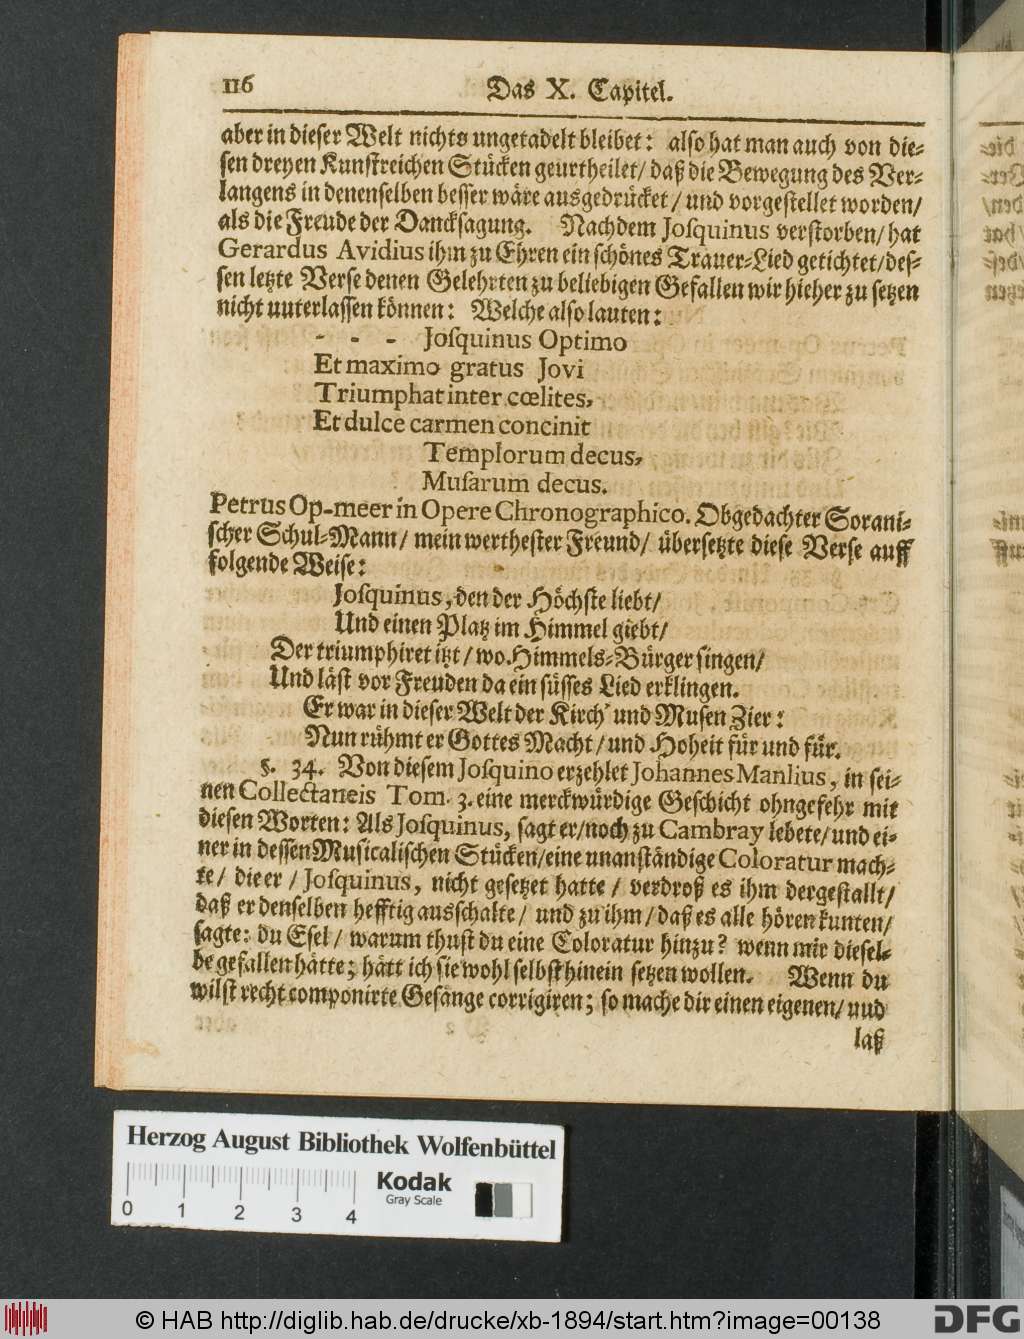 116
Das X. Capitel.
aber in dieser Welt nichts ungetadelt bleibet: also hat man auch von die-
sen dreyen Kunstreichen Stücken geurtheilet/ daß die Bewegung des Ver-
langens in denenselben besser wäre ausgedrücket / und vorgestellet worden/
als die Freude der Dancksagung. Nachdem Josquinus verstorben/ hat
Gerardus Avidius ihm zu Ehren ein schönes Trauer-Lied getichtet/des-
sen letzte Verse denen Gelehrten zu beliebigen Gefallen wir hieher zu setzen
nicht uuterlassen können: Welche also lauten:
- - - Josquinus Optimo
Et maximo gratus Jovi
Triumphat inter cœlites,
Et dulce carmen concinit
Templorum decus,
Musarum decus.
Petrus Op-meer in Opere Chronographico. Obgedachter Sorani-
scher Schul-Mann/ mein werthester Freund/ übersetzte diese Verse auff
folgende Weise:
Josquinus, den der Höchste liebt/
Und einen Platz im Himmel giebt/
Der triumphiret itzt / wo Himmels-Bürger singen/
Und läst vor Freuden da ein süsses Lied erklingen.
Er war in dieser Welt der Kirch' und Musen Zier:
Nun rühmt er Gottes Macht/ und Hoheit für und für.
§. 34. Von diesem Josquino erzehlet Johannes Manlius, in sei-
nen Collectaneis Tom. 3. eine merckwürdige Geschicht ohngefehr mit
diesen Worten: Als Josquinus, sagt er/noch zu Cambray lebete/ und ei-
ner in dessen Musicalischen Stücken/eine unanständige Coloratur mach-
te/ die er / Josquinus, nicht gesetzet hatte / verdroß es ihm dergestallt/
daß er denselben hefftig ausschalte/ und zu ihm/ daß es alle hören kunten/
sagte: du Esel / warum thust du eine Coloratur hinzu? wenn mir diesel-
be gefallen hätte; hätt ich sie wohl selbst hinein setzen wollen. Wenn du
wilst recht componirte Gesänge corrigiren; so mache dir einen eigenen/ und
laß
Herzog August Bibliothek Wolfenbüttel
Kodak
Gray Scale
0 1 2 3 4
© HAB http://diglib.hab.de/drucke/xb-1894/start.htm?image=00138
DFG